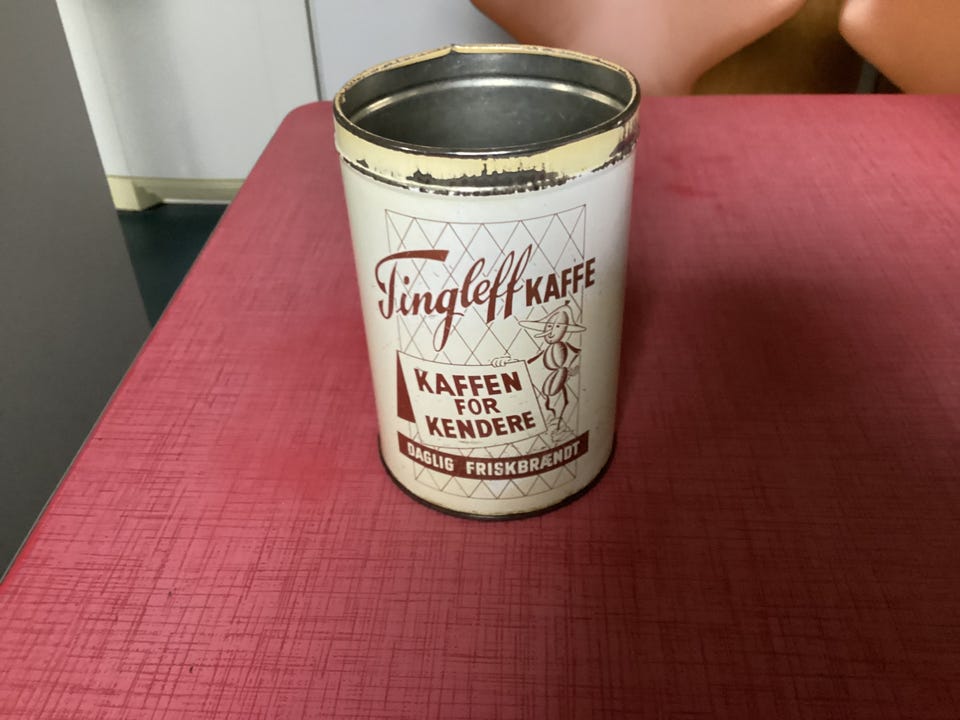 Tingleff KAFFE
KAFFEN
FOR
KENDERE
DAGLIG FRISKBRÆNDT